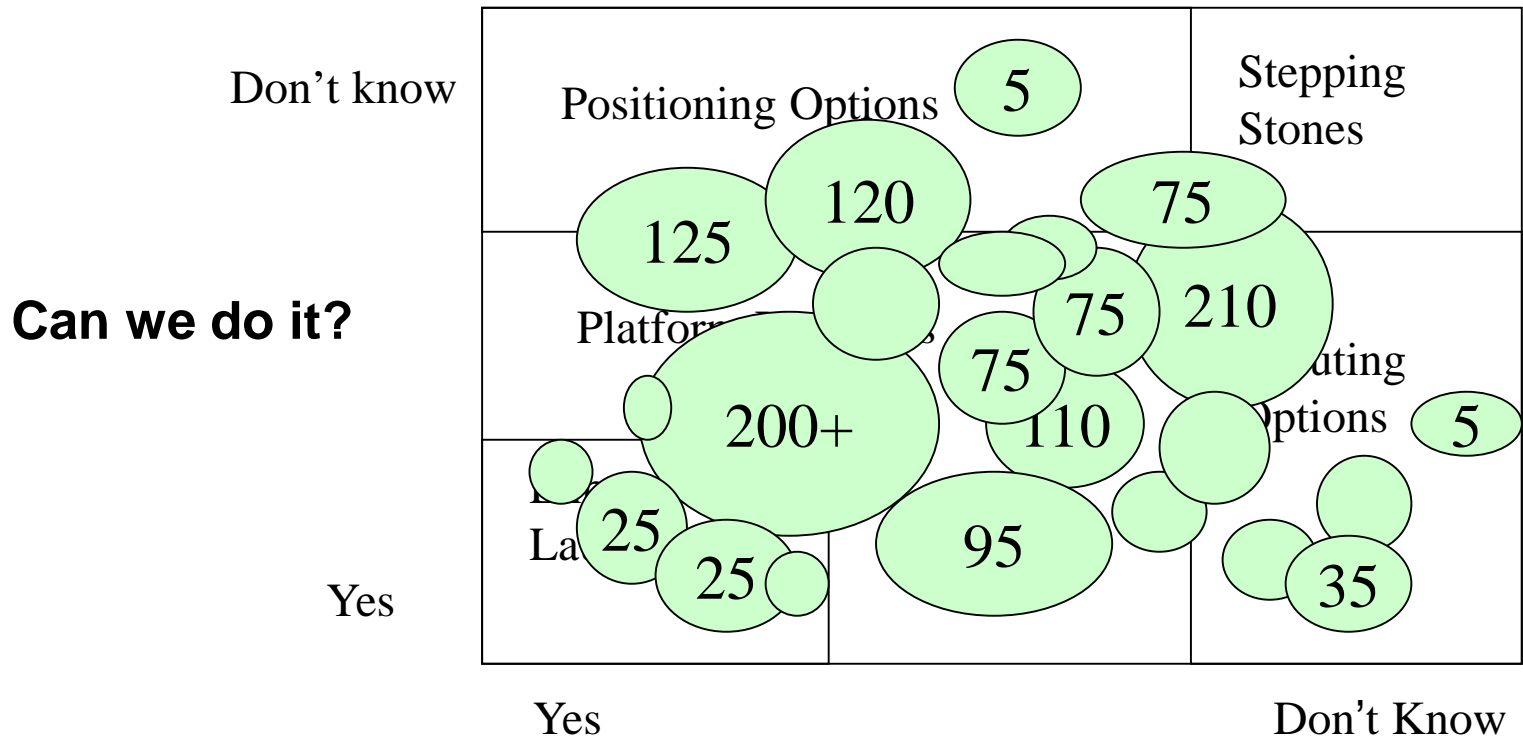 Don't know
Positioning Options
5
Stepping
Stones
125
120
75
Can we do it?
75
210
75
200+
110
Options
5
25
95
25
35
Yes
Yes
Don't Know